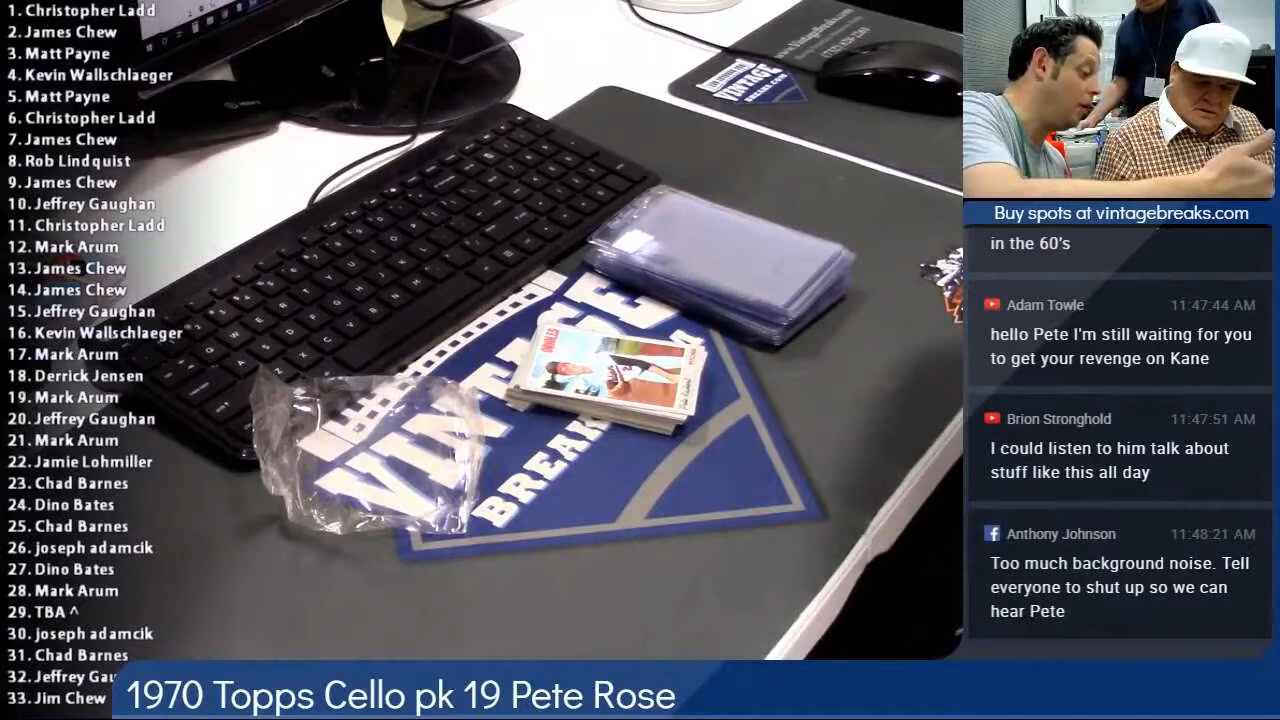 1. Christopher Ladd
2. James Chew
3. Matt Payne
4. Kevin Wallschlaeger
5. Matt Payne
6. Christopher Ladd
7. James Chew
8. Rob Lindquist
9. James Chew
10. Jeffrey Gaughan
11. Christopher Ladd
12. Mark Arum
13. James Chew
14. James Chew
15. Jeffrey Gaughan
16. Kevin Wallschlaeger
17. Mark Arum
18. Derrick Jensen
19. Mark Arum
20. Jeffrey Gaughan
21. Mark Arum
22. Jamie Lohmiller
23. Chad Barnes
24. Dino Bates
25. Chad Barnes
26. joseph adamcik
27. Dino Bates
28. Mark Arum
29. TBA ^
30. joseph adamcik
31. Chad Barnes
32. Jeffrey Gau
33. Jim Chew
VINTAGE
VINTAGE
BREAK
ORIOLES
Buy spots at vintagebreaks.com
in the 60's
Adam Towle 11:47:44 AM
hello Pete I'm still waiting for you
to get your revenge on Kane
Brion Stronghold 11:47:51 AM
I could listen to him talk about
stuff like this all day
Anthony Johnson 11:48:21 AM
Too much background noise. Tell
everyone to shut up so we can
hear Pete
1970 Topps Cello pk 19 Pete Rose